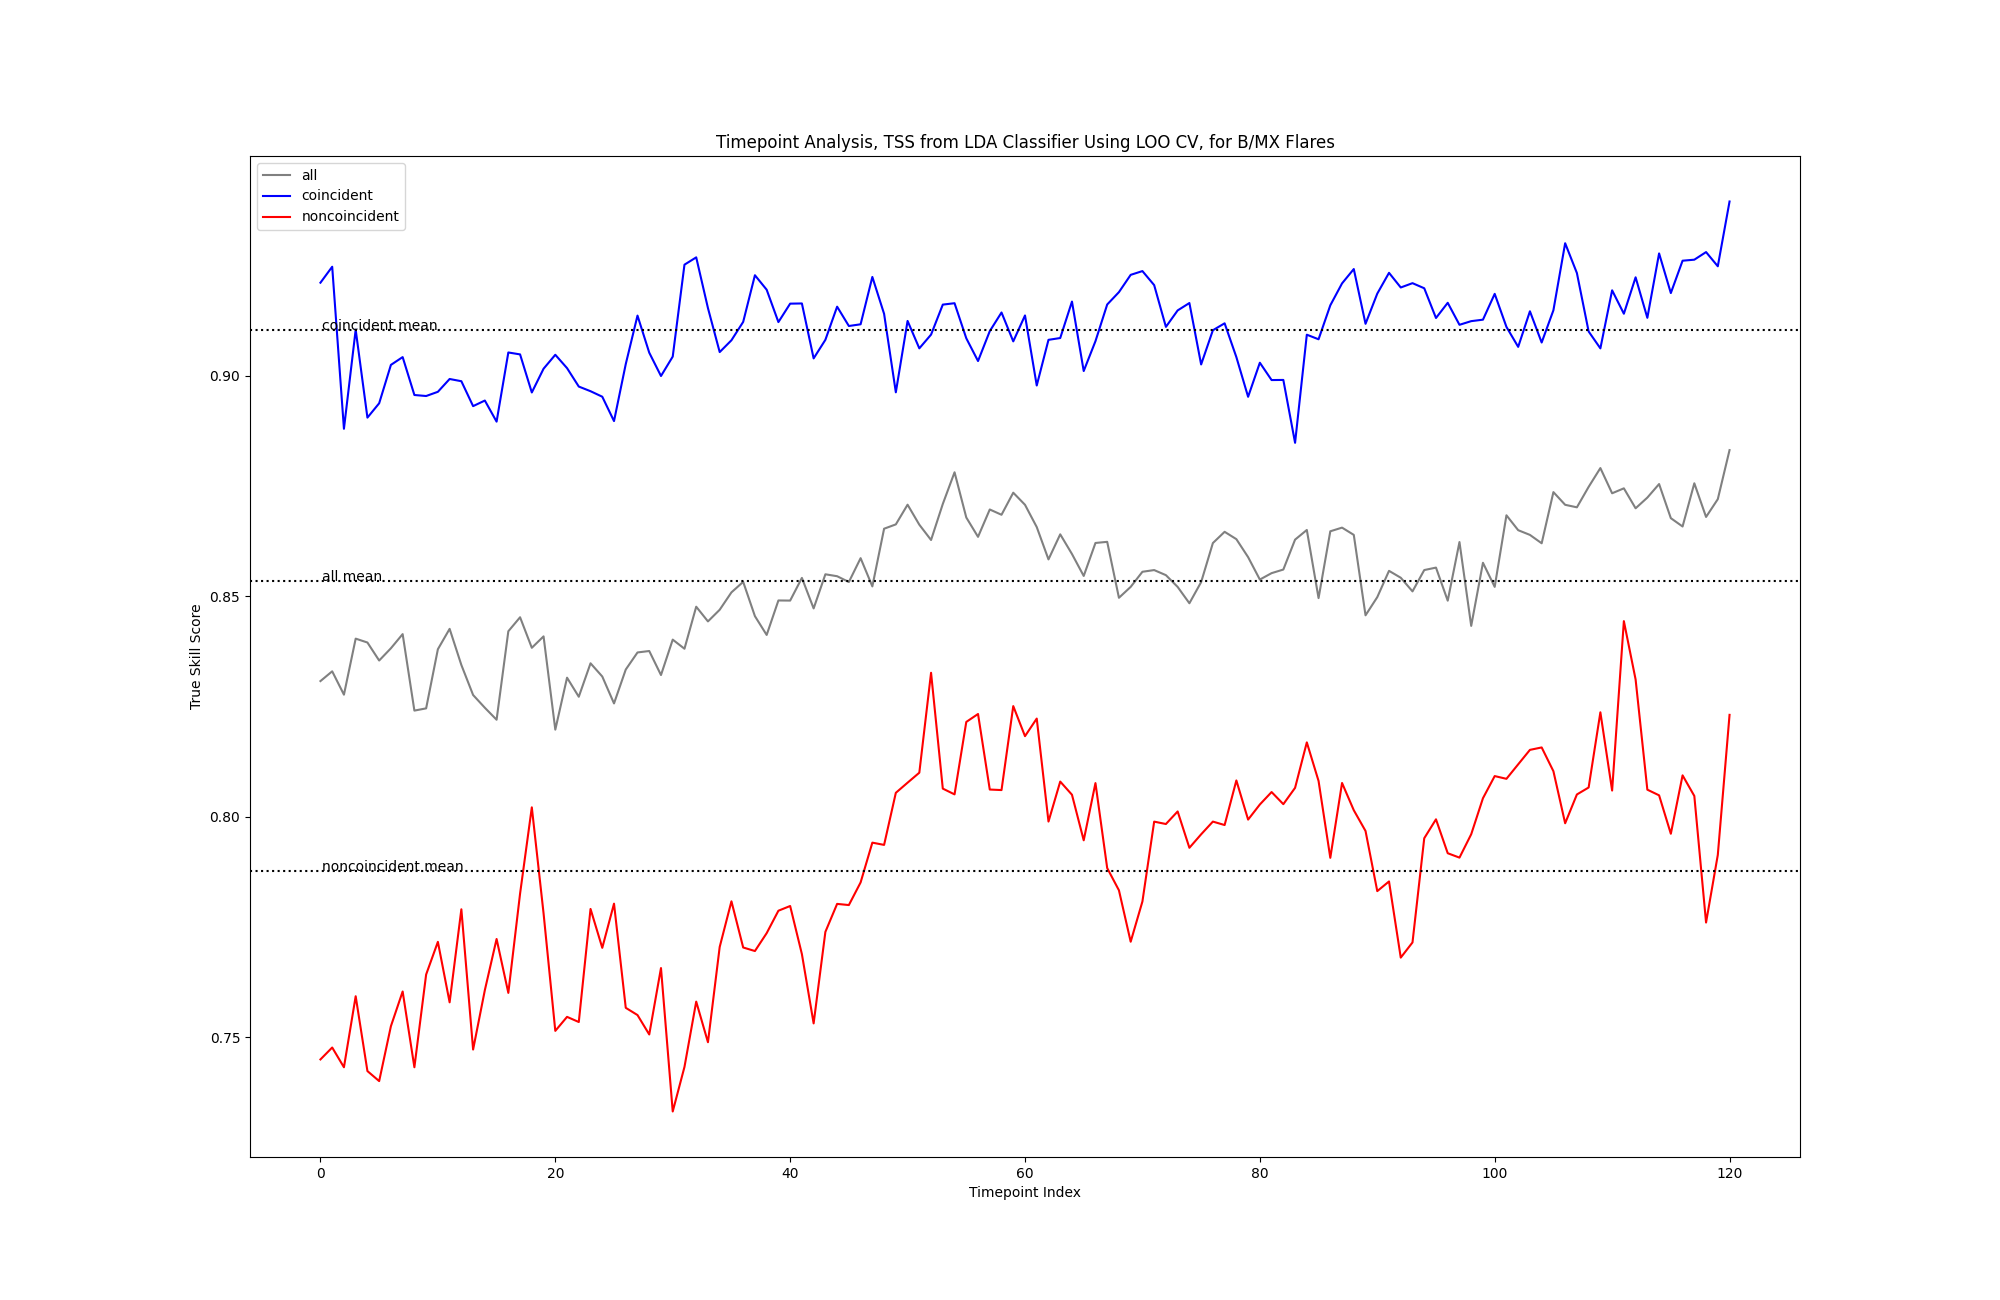 Timepoint Analysis, TSS from LDA Classifier Using LOO CV, for B/MX Flares
all
coincident
noncoincident
coincident mean
all mean
noncoincident mean
0.90
0.85
0.80
0.75
True Skill Score
0 20 40 60 80 100 120
Timepoint Index